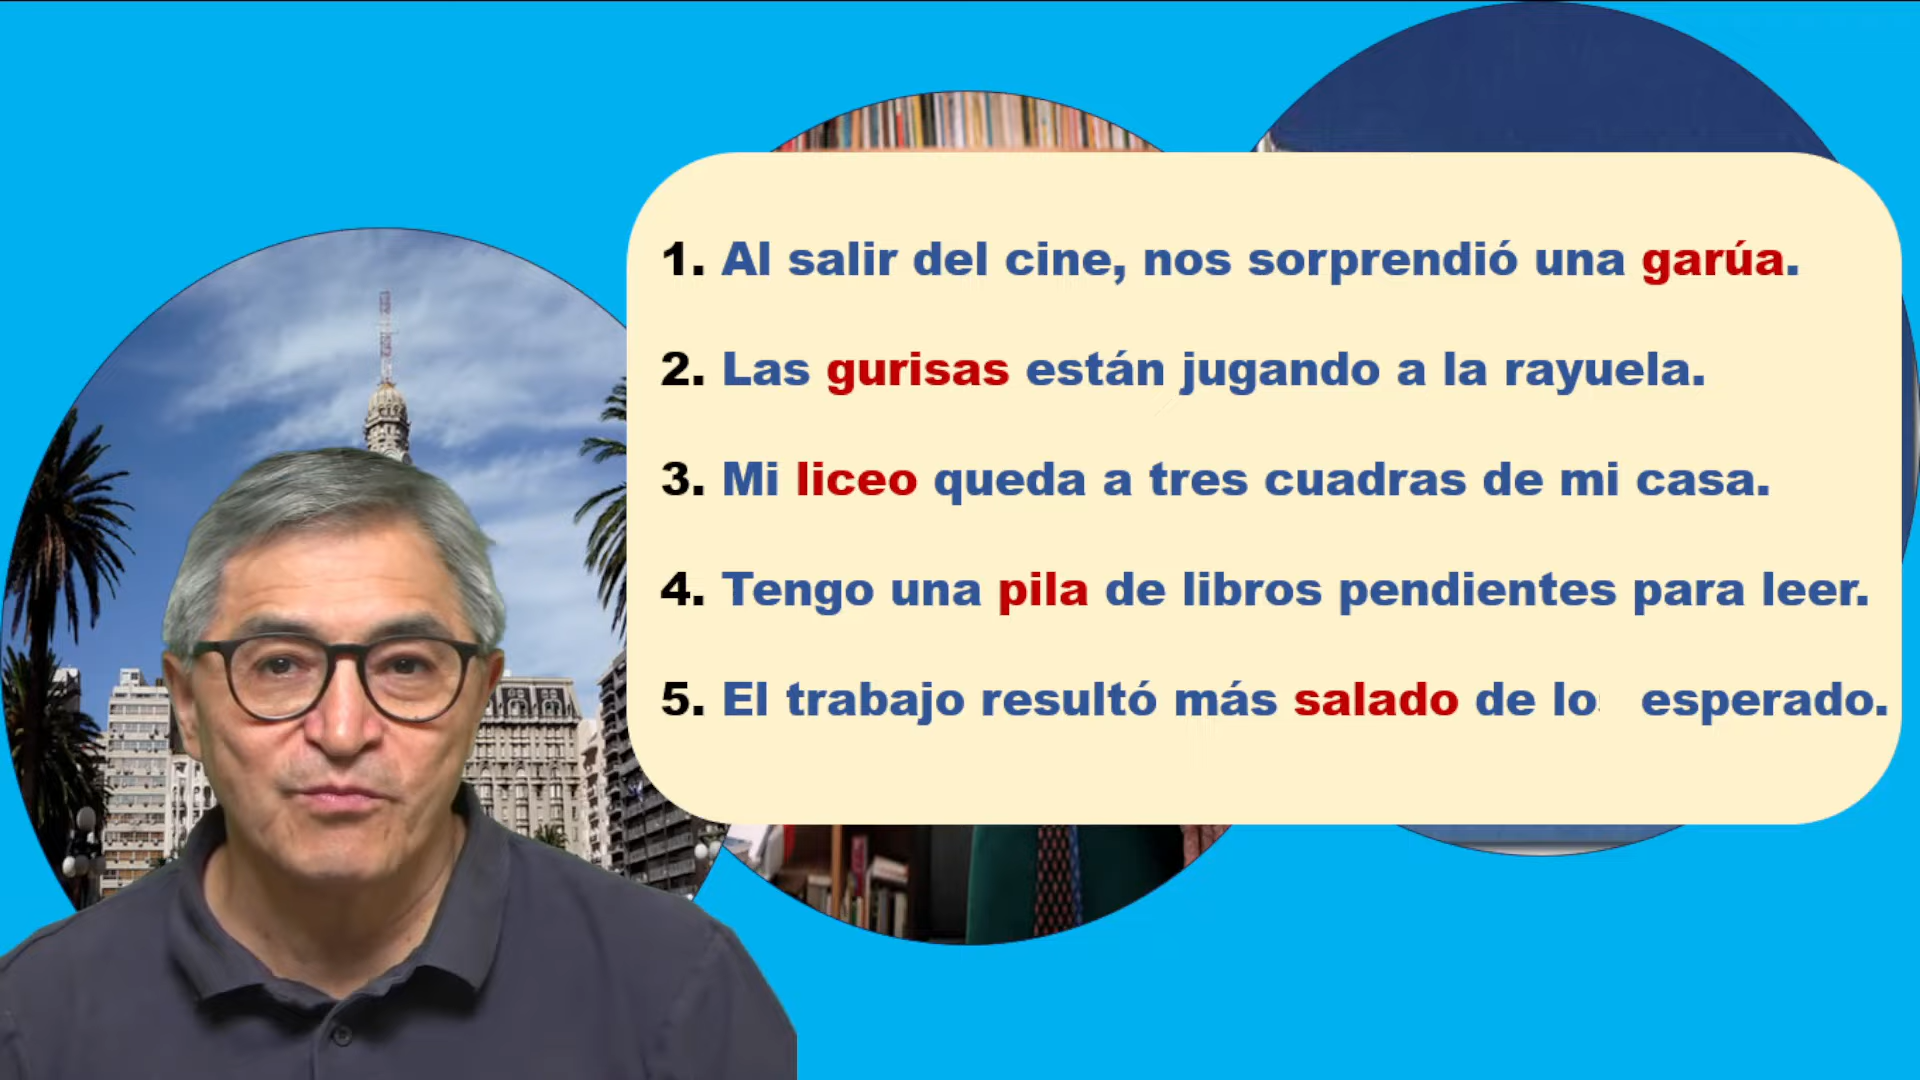 1. Al salir del cine, nos sorprendió una garúa.
2. Las gurisas están jugando a la rayuela.
3. Mi liceo queda a tres cuadras de mi casa.
4. Tengo una pila de libros pendientes para leer.
5. El trabajo resultó más salado de lo esperado.